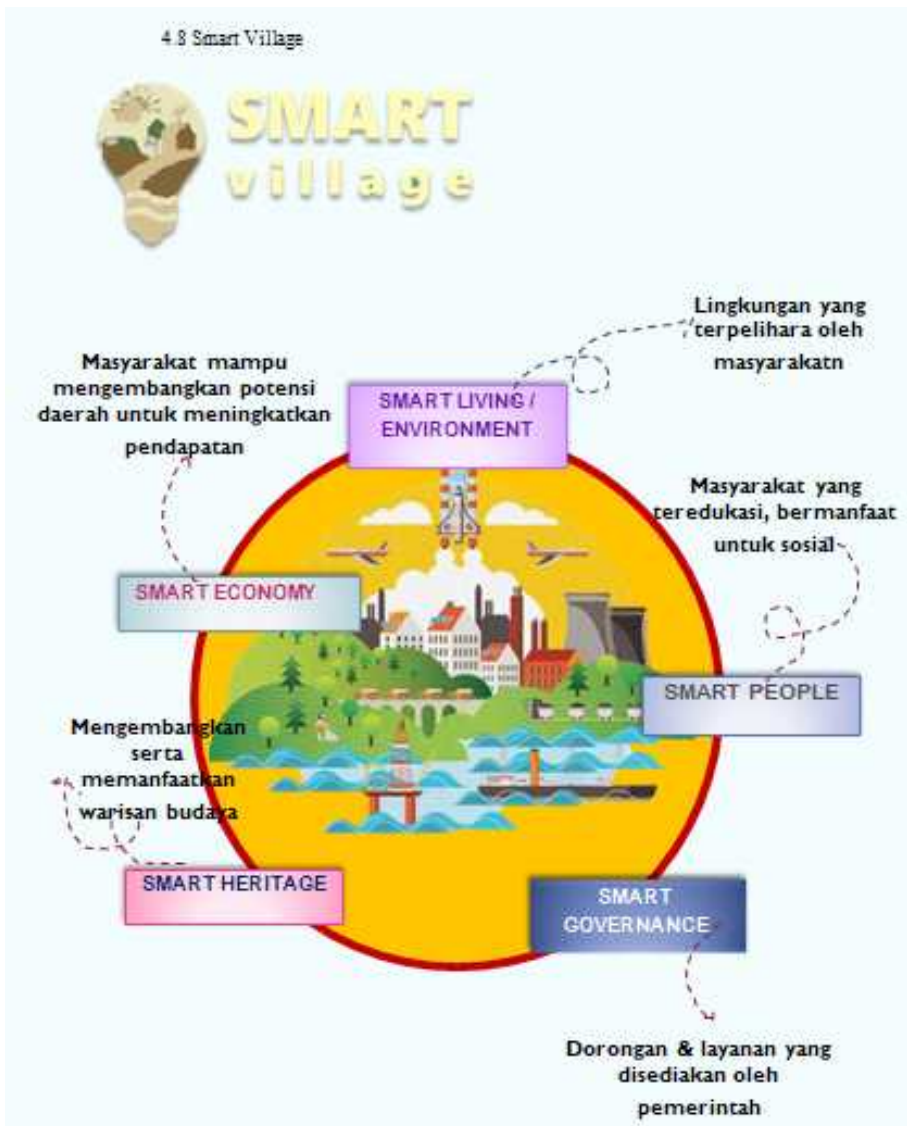 4.8 Smart Village
SMART
village
Lingkungan yang
terpelihara oleh
masyarakatn
Masyarakat mampu
mengembangkan potensi
daerah untuk meningkatkan
pendapatan
SMART LIVING /
ENVIRONMENT
Masyarakat yang
teredukasi, bermanfaat
untuk sosial
SMART ECONOMY
SMART PEOPLE
Mengembangkan
serta
memanfaatkan
warisan budaya
SMART HERITAGE
SMART
GOVERNANCE
Dorongan & layanan yang
disediakan oleh
pemerintah